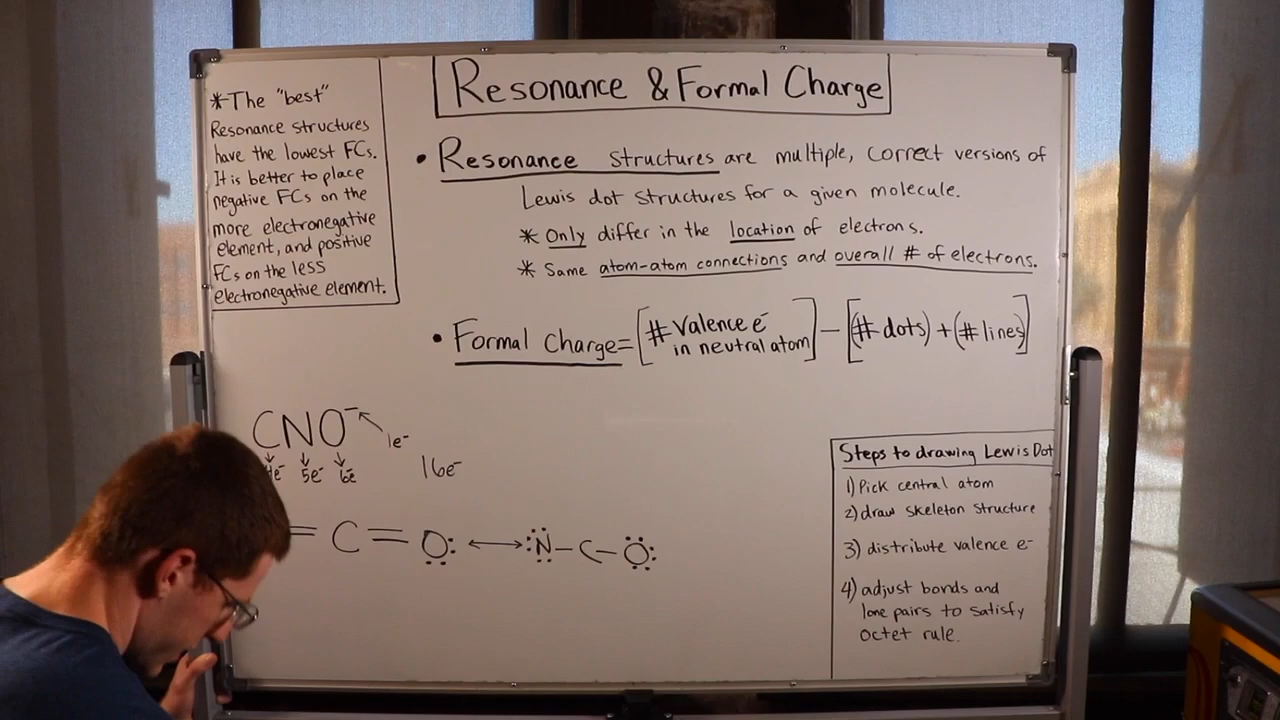 Resonance & Formal Charge
*The "best"
Resonance structures
have the lowest FCs.
It is better to place
negative FCs on the
more electronegative
element, and positive
FCs on the less
electronegative element.
• Resonance structures are multiple, correct versions of
Lewis dot structures for a given molecule.
* Only differ in the location of electrons.
* Same atom-atom connections and overall # of electrons.
• Formal Charge = [# valence e⁻ in neutral atom] − [(# dots) + (# lines)]
CNO⁻ 1e⁻
4e⁻ 5e⁻ 6e⁻ 16e⁻
= C = O ↔ N − C − O
Steps to drawing Lewis Dot
1) Pick central atom
2) draw skeleton structure
3) distribute valence e⁻
4) adjust bonds and
lone pairs to satisfy
octet rule.